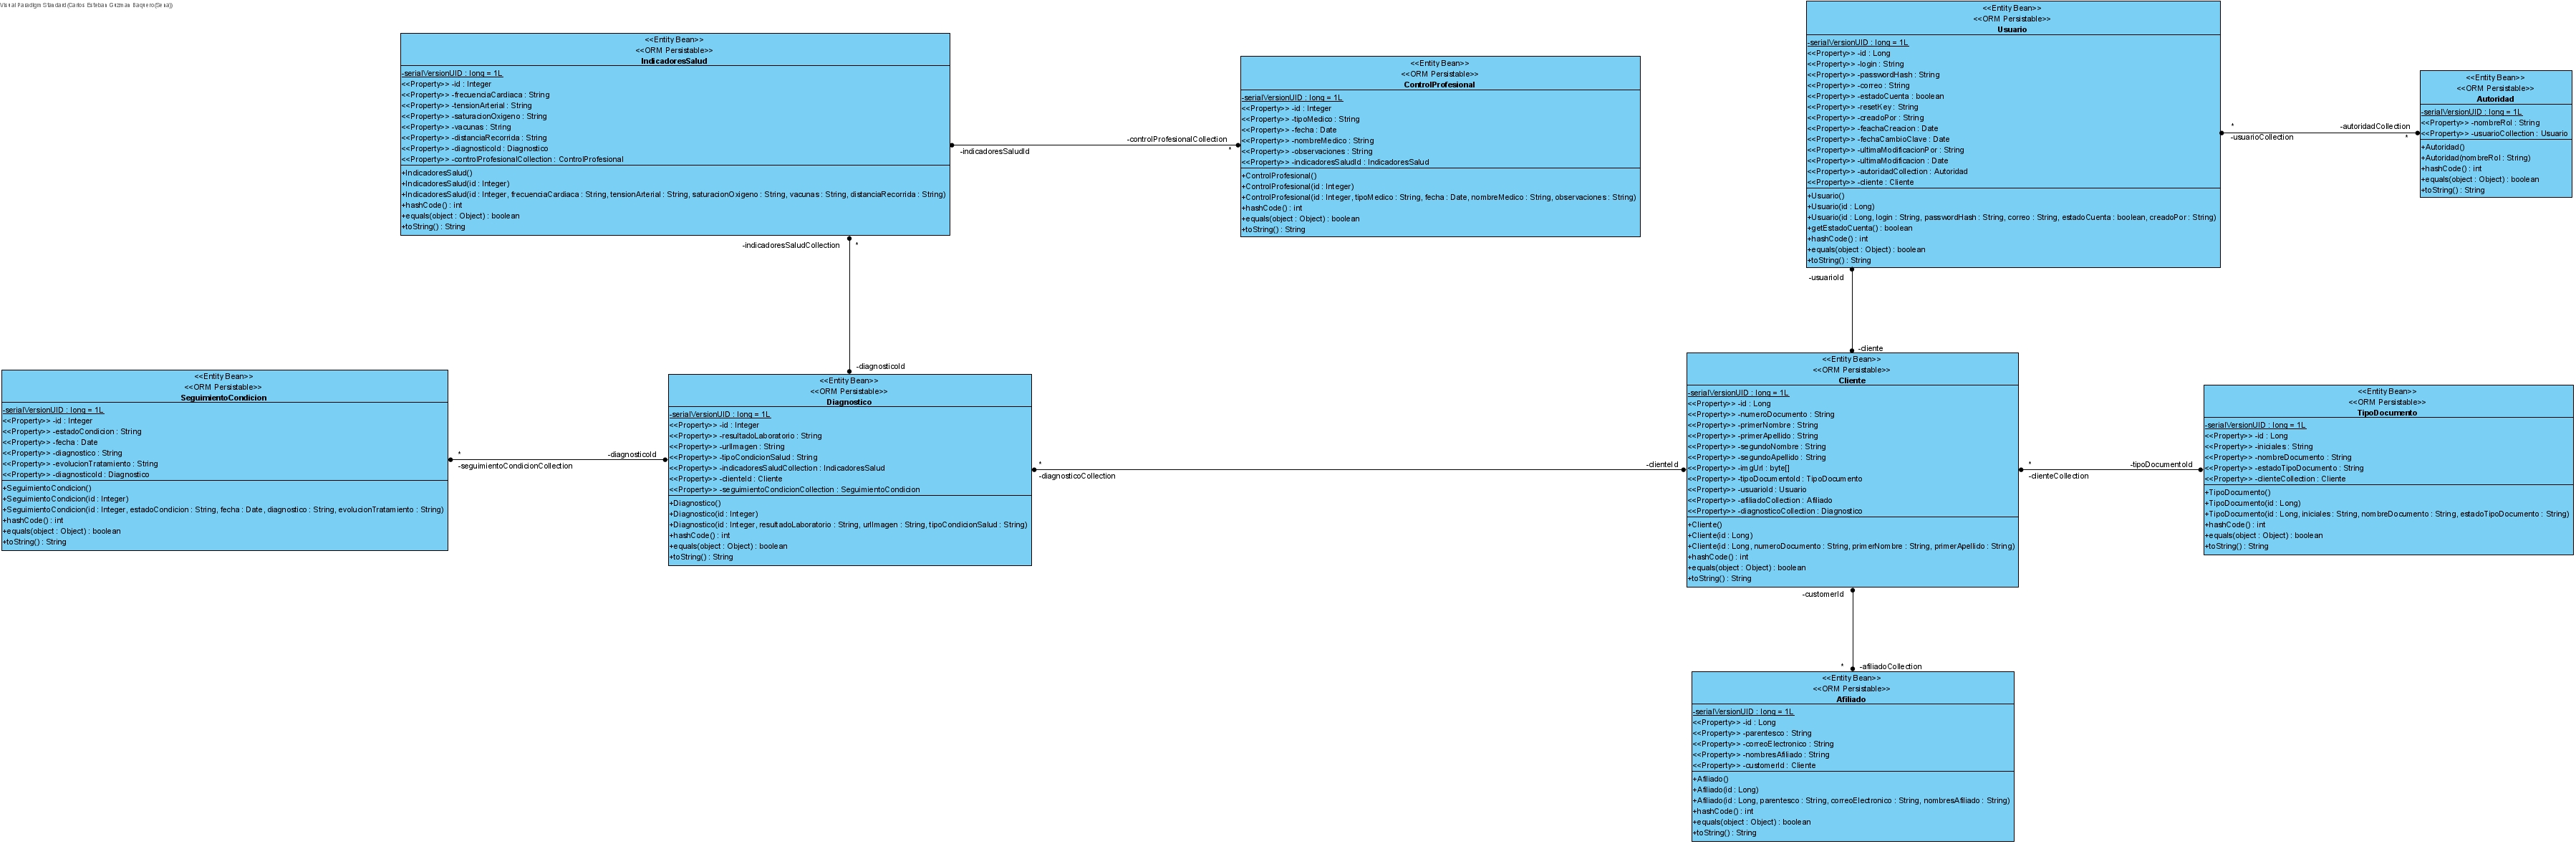 Visual Paradigm Standard(Carlos Esteban Guzman Baquero(Sena))
<<Entity Bean>>
<<ORM Persistable>>
IndicadoresSalud
-serialVersionUID : long = 1L
<<Property>> -id : Integer
<<Property>> -frecuenciaCardiaca : String
<<Property>> -tensionArterial : String
<<Property>> -saturacionOxigeno : String
<<Property>> -vacunas : String
<<Property>> -distanciaRecorrida : String
<<Property>> -diagnosticoId : Diagnostico
<<Property>> -controlProfesionalCollection : ControlProfesional
+IndicadoresSalud()
+IndicadoresSalud(id : Integer)
+IndicadoresSalud(id : Integer, frecuenciaCardiaca : String, tensionArterial : String, saturacionOxigeno : String, vacunas : String, distanciaRecorrida : String)
+hashCode() : int
+equals(object : Object) : boolean
+toString() : String
-indicadoresSaludId
-controlProfesionalCollection
*
<<Entity Bean>>
<<ORM Persistable>>
ControlProfesional
-serialVersionUID : long = 1L
<<Property>> -id : Integer
<<Property>> -tipoMedico : String
<<Property>> -fecha : Date
<<Property>> -nombreMedico : String
<<Property>> -observaciones : String
<<Property>> -indicadoresSaludId : IndicadoresSalud
+ControlProfesional()
+ControlProfesional(id : Integer)
+ControlProfesional(id : Integer, tipoMedico : String, fecha : Date, nombreMedico : String, observaciones : String)
+hashCode() : int
+equals(object : Object) : boolean
+toString() : String
<<Entity Bean>>
<<ORM Persistable>>
Usuario
-serialVersionUID : long = 1L
<<Property>> -id : Long
<<Property>> -login : String
<<Property>> -passwordHash : String
<<Property>> -correo : String
<<Property>> -estadoCuenta : boolean
<<Property>> -resetKey : String
<<Property>> -creadoPor : String
<<Property>> -feachaCreacion : Date
<<Property>> -fechaCambioClave : Date
<<Property>> -ultimaModificacionPor : String
<<Property>> -ultimaModificacion : Date
<<Property>> -autoridadCollection : Autoridad
<<Property>> -cliente : Cliente
+Usuario()
+Usuario(id : Long)
+Usuario(id : Long, login : String, passwordHash : String, correo : String, estadoCuenta : boolean, creadoPor : String)
+getEstadoCuenta() : boolean
+hashCode() : int
+equals(object : Object) : boolean
+toString() : String
*
-usuarioCollection
-autoridadCollection
*
<<Entity Bean>>
<<ORM Persistable>>
Autoridad
-serialVersionUID : long = 1L
<<Property>> -nombreRol : String
<<Property>> -usuarioCollection : Usuario
+Autoridad()
+Autoridad(nombreRol : String)
+hashCode() : int
+equals(object : Object) : boolean
+toString() : String
-indicadoresSaludCollection
*
-diagnosticoId
-usuarioId
-cliente
<<Entity Bean>>
<<ORM Persistable>>
SeguimientoCondicion
-serialVersionUID : long = 1L
<<Property>> -id : Integer
<<Property>> -estadoCondicion : String
<<Property>> -fecha : Date
<<Property>> -diagnostico : String
<<Property>> -evolucionTratamiento : String
<<Property>> -diagnosticoId : Diagnostico
+SeguimientoCondicion()
+SeguimientoCondicion(id : Integer)
+SeguimientoCondicion(id : Integer, estadoCondicion : String, fecha : Date, diagnostico : String, evolucionTratamiento : String)
+hashCode() : int
+equals(object : Object) : boolean
+toString() : String
*
-seguimientoCondicionCollection
-diagnosticoId
<<Entity Bean>>
<<ORM Persistable>>
Diagnostico
-serialVersionUID : long = 1L
<<Property>> -id : Integer
<<Property>> -resultadoLaboratorio : String
<<Property>> -urlImagen : String
<<Property>> -tipoCondicionSalud : String
<<Property>> -indicadoresSaludCollection : IndicadoresSalud
<<Property>> -clienteId : Cliente
<<Property>> -seguimientoCondicionCollection : SeguimientoCondicion
+Diagnostico()
+Diagnostico(id : Integer)
+Diagnostico(id : Integer, resultadoLaboratorio : String, urlImagen : String, tipoCondicionSalud : String)
+hashCode() : int
+equals(object : Object) : boolean
+toString() : String
*
-diagnosticoCollection
-clienteId
<<Entity Bean>>
<<ORM Persistable>>
Cliente
-serialVersionUID : long = 1L
<<Property>> -id : Long
<<Property>> -numeroDocumento : String
<<Property>> -primerNombre : String
<<Property>> -primerApellido : String
<<Property>> -segundoNombre : String
<<Property>> -segundoApellido : String
<<Property>> -imgUrl : byte[]
<<Property>> -tipoDocumentoId : TipoDocumento
<<Property>> -usuarioId : Usuario
<<Property>> -afiliadoCollection : Afiliado
<<Property>> -diagnosticoCollection : Diagnostico
+Cliente()
+Cliente(id : Long)
+Cliente(id : Long, numeroDocumento : String, primerNombre : String, primerApellido : String)
+hashCode() : int
+equals(object : Object) : boolean
+toString() : String
*
-clienteCollection
-tipoDocumentoId
<<Entity Bean>>
<<ORM Persistable>>
TipoDocumento
-serialVersionUID : long = 1L
<<Property>> -id : Long
<<Property>> -iniciales : String
<<Property>> -nombreDocumento : String
<<Property>> -estadoTipoDocumento : String
<<Property>> -clienteCollection : Cliente
+TipoDocumento()
+TipoDocumento(id : Long)
+TipoDocumento(id : Long, iniciales : String, nombreDocumento : String, estadoTipoDocumento : String)
+hashCode() : int
+equals(object : Object) : boolean
+toString() : String
-customerId
*
-afiliadoCollection
<<Entity Bean>>
<<ORM Persistable>>
Afiliado
-serialVersionUID : long = 1L
<<Property>> -id : Long
<<Property>> -parentesco : String
<<Property>> -correoElectronico : String
<<Property>> -nombresAfiliado : String
<<Property>> -customerId : Cliente
+Afiliado()
+Afiliado(id : Long)
+Afiliado(id : Long, parentesco : String, correoElectronico : String, nombresAfiliado : String)
+hashCode() : int
+equals(object : Object) : boolean
+toString() : String